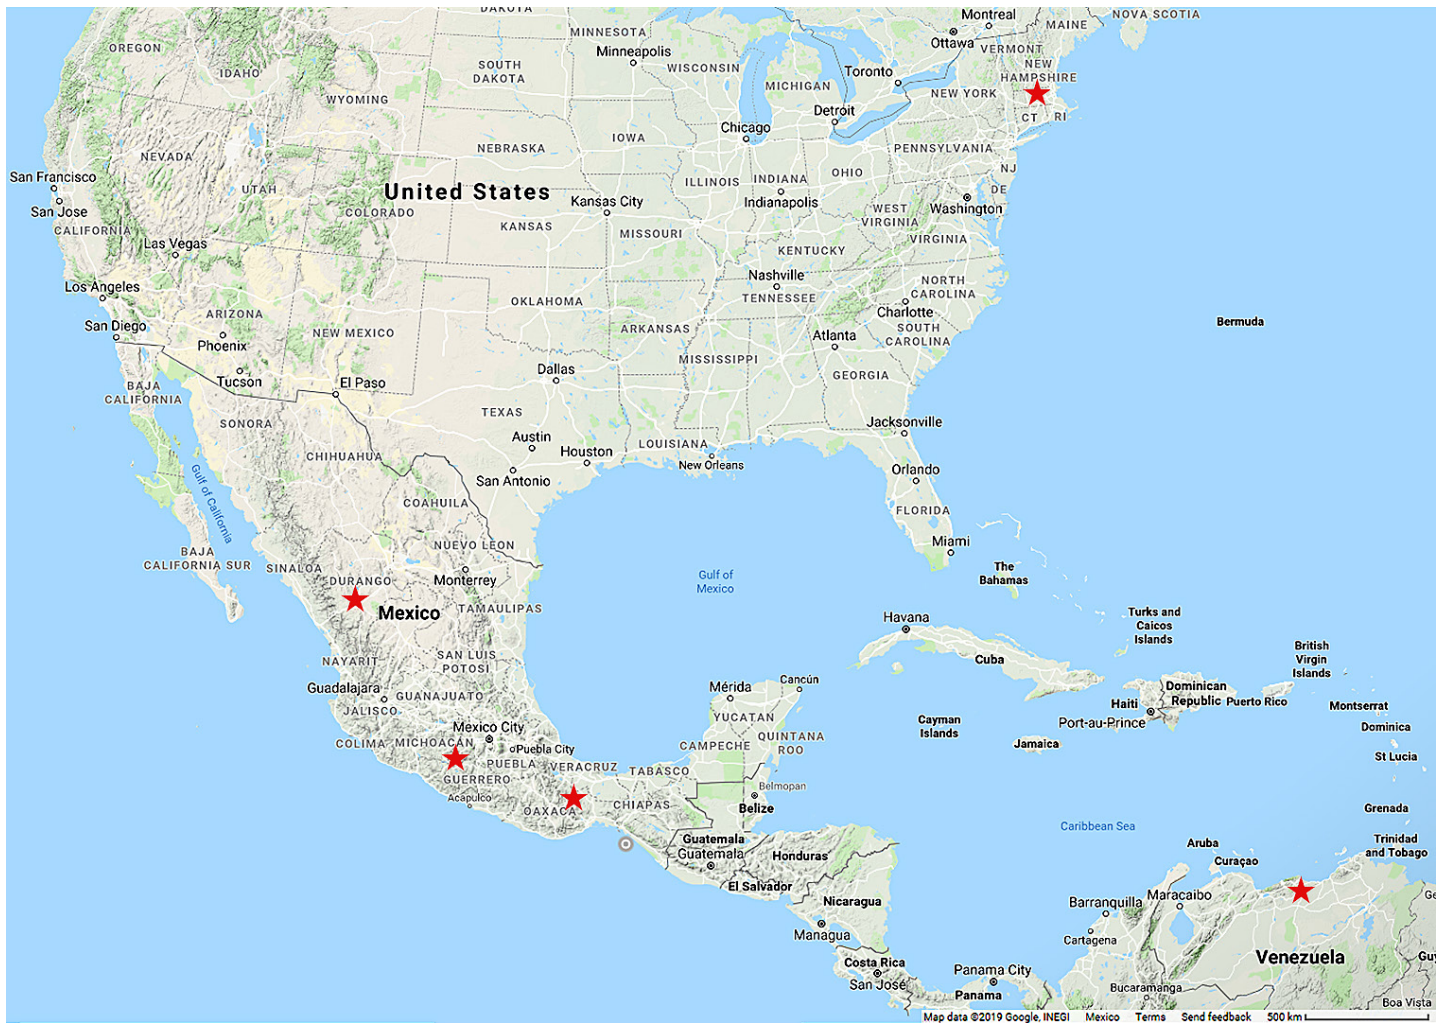 DAKOTA
Montreal
NOVA SCOTIA
MAINE
MINNESOTA
Ottawa
OREGON
Minneapolis
VERMONT
SOUTH
DAKOTA
WISCONSIN
NEW
HAMPSHIRE
IDAHO
Toronto
MICHIGAN
NEW YORK
WYOMING
Detroit
CT
RI
Chicago
IOWA
NEBRASKA
PENNSYLVANIA
NEVADA
NJ
San Francisco
OHIO
ILLINOIS
INDIANA
UTAH
United States
DE
Kansas City
Indianapolis
Washington
San Jose
COLORADO
WEST
VIRGINIA
CALIFORNIA
KANSAS
MISSOURI
VIRGINIA
Las Vegas
KENTUCKY
Nashville
Los Angeles
NORTH
CAROLINA
OKLAHOMA
TENNESSEE
ARIZONA
Charlotte
Bermuda
San Diego
NEW MEXICO
ARKANSAS
SOUTH
CAROLINA
Atlanta
Phoenix
MISSISSIPPI
Dallas
GEORGIA
Tucson
El Paso
BAJA
CALIFORNIA
TEXAS
SONORA
Jacksonville
Austin
LOUISIANA
Houston
CHIHUAHUA
New Orleans
Orlando
San Antonio
Gulf of California
COAHUILA
FLORIDA
Miami
NUEVO LEON
BAJA
CALIFORNIA SUR
SINALOA
The
Bahamas
DURANGO
Monterrey
Gulf of
Mexico
Mexico
TAMAULIPAS
Havana
Turks and
Caicos
Islands
SAN LUIS
POTOSI
NAYARIT
Cuba
British
Virgin
Islands
Guadalajara
GUANAJUATO
Mérida
Cancún
Dominican
Republic
Puerto Rico
Haiti
Montserrat
JALISCO
YUCATAN
Port-au-Prince
Mexico City
Cayman
Islands
Dominica
COLIMA
MICHOACÁN
Puebla City
CAMPECHE
QUINTANA
ROO
Jamaica
St Lucia
PUEBLA
VERACRUZ
TABASCO
GUERRERO
Belmopan
Acapulco
OAXACA
CHIAPAS
Belize
Grenada
Caribbean Sea
Guatemala
Guatemala
Honduras
Aruba
Trinidad
and Tobago
Curaçao
El Salvador
Nicaragua
Barranquilla
Maracaibo
Ge
Managua
Cartagena
Costa Rica
San José
Panama City
Venezuela
Guy
Panama
Bucaramanga
Boa Vista
Map data ©2019 Google, INEGI Mexico Terms Send feedback 500 km